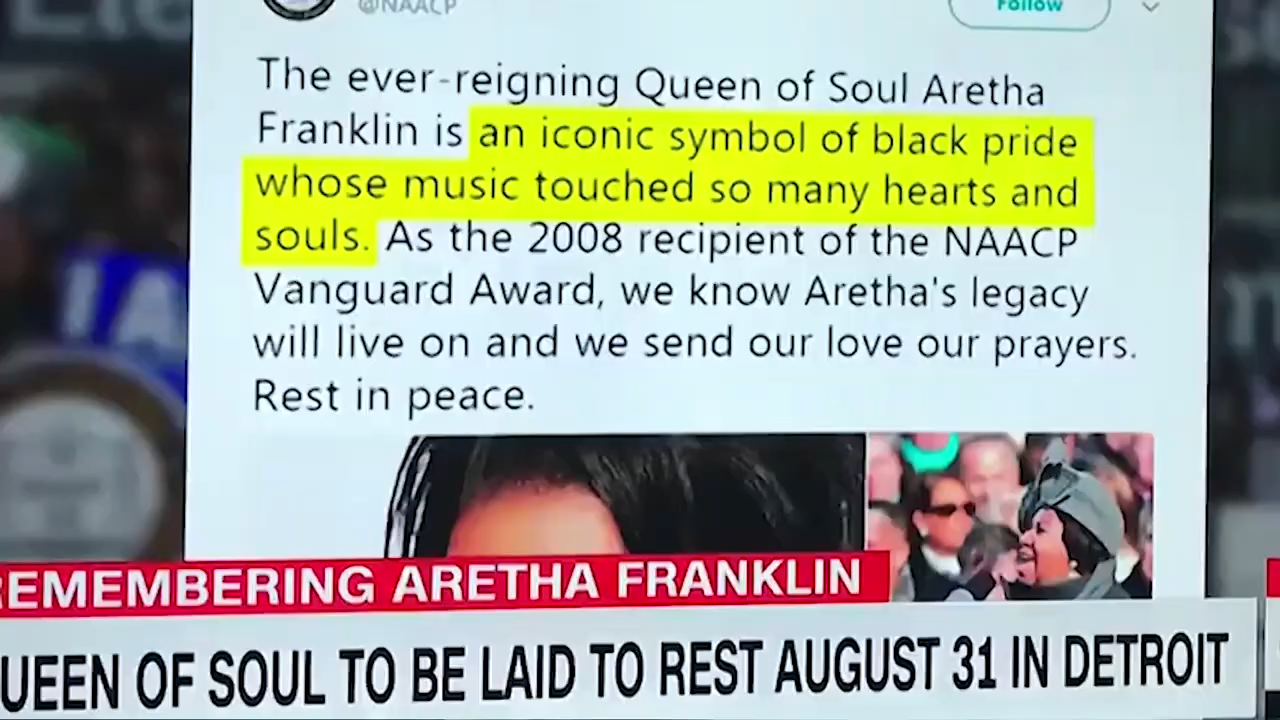 @NAACP
Follow
The ever-reigning Queen of Soul Aretha
Franklin is an iconic symbol of black pride
whose music touched so many hearts and
souls. As the 2008 recipient of the NAACP
Vanguard Award, we know Aretha's legacy
will live on and we send our love our prayers.
Rest in peace.
EMEMBERING ARETHA FRANKLIN
UEEN OF SOUL TO BE LAID TO REST AUGUST 31 IN DETROIT